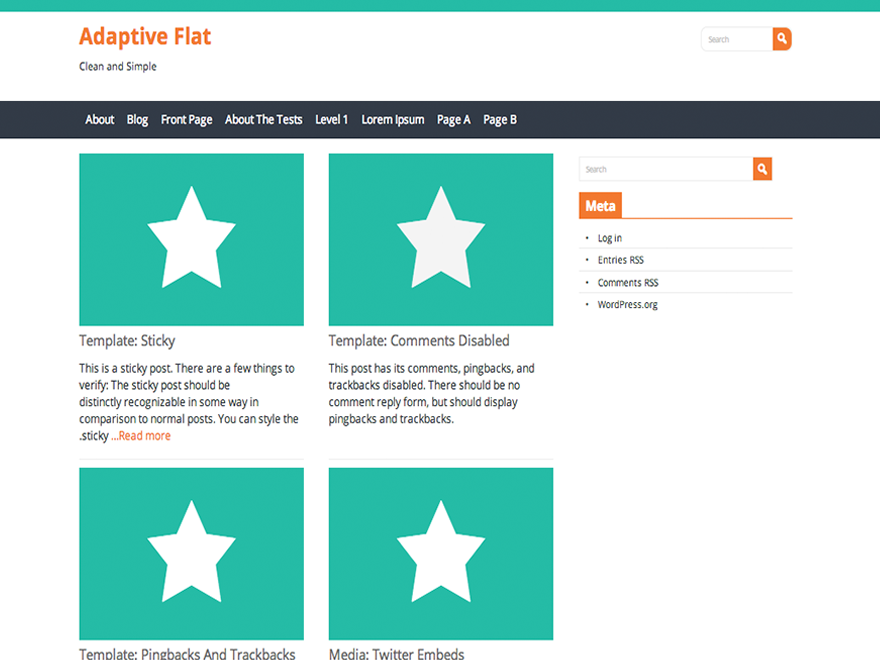 Adaptive Flat
Clean and Simple
Search
About Blog Front Page About The Tests Level 1 Lorem Ipsum Page A Page B
Template: Sticky
This is a sticky post. There are a few things to
verify: The sticky post should be
distinctly recognizable in some way in
comparison to normal posts. You can style the
.sticky ...Read more
Template: Comments Disabled
This post has its comments, pingbacks, and
trackbacks disabled. There should be no
comment reply form, but should display
pingbacks and trackbacks.
Search
Meta
Log in
Entries RSS
Comments RSS
WordPress.org
Template: Pingbacks And Trackbacks
Media: Twitter Embeds